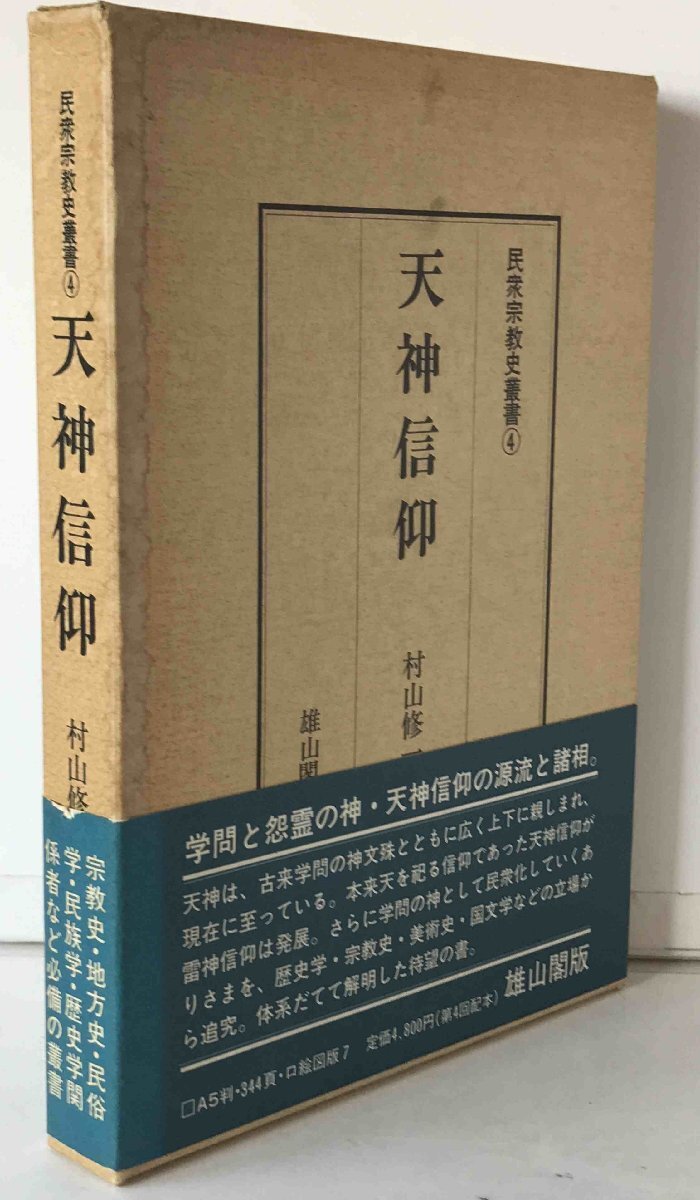 民衆宗教史叢書④
天神信仰
村山修
宗教史・地方史・民俗
学・民族学・歴史学関
係者など必備の叢書
民衆宗教史叢書④
天神信仰
村山修
雄山閣
学問と怨霊の神・天神信仰の源流と諸相。
天神は、古来学問の神文殊とともに広く上下に親しまれ、
現在に至っている。本来天を祀る信仰であった天神信仰が
雷神信仰は発展。さらに学問の神として民衆化していくあ
りさまを、歴史学・宗教史・美術史・国文学などの立場か
ら追究。体系だてて解明した待望の書。
雄山閣版
□A5判・344頁・口絵図版7 定価4,800円(第4回配本)